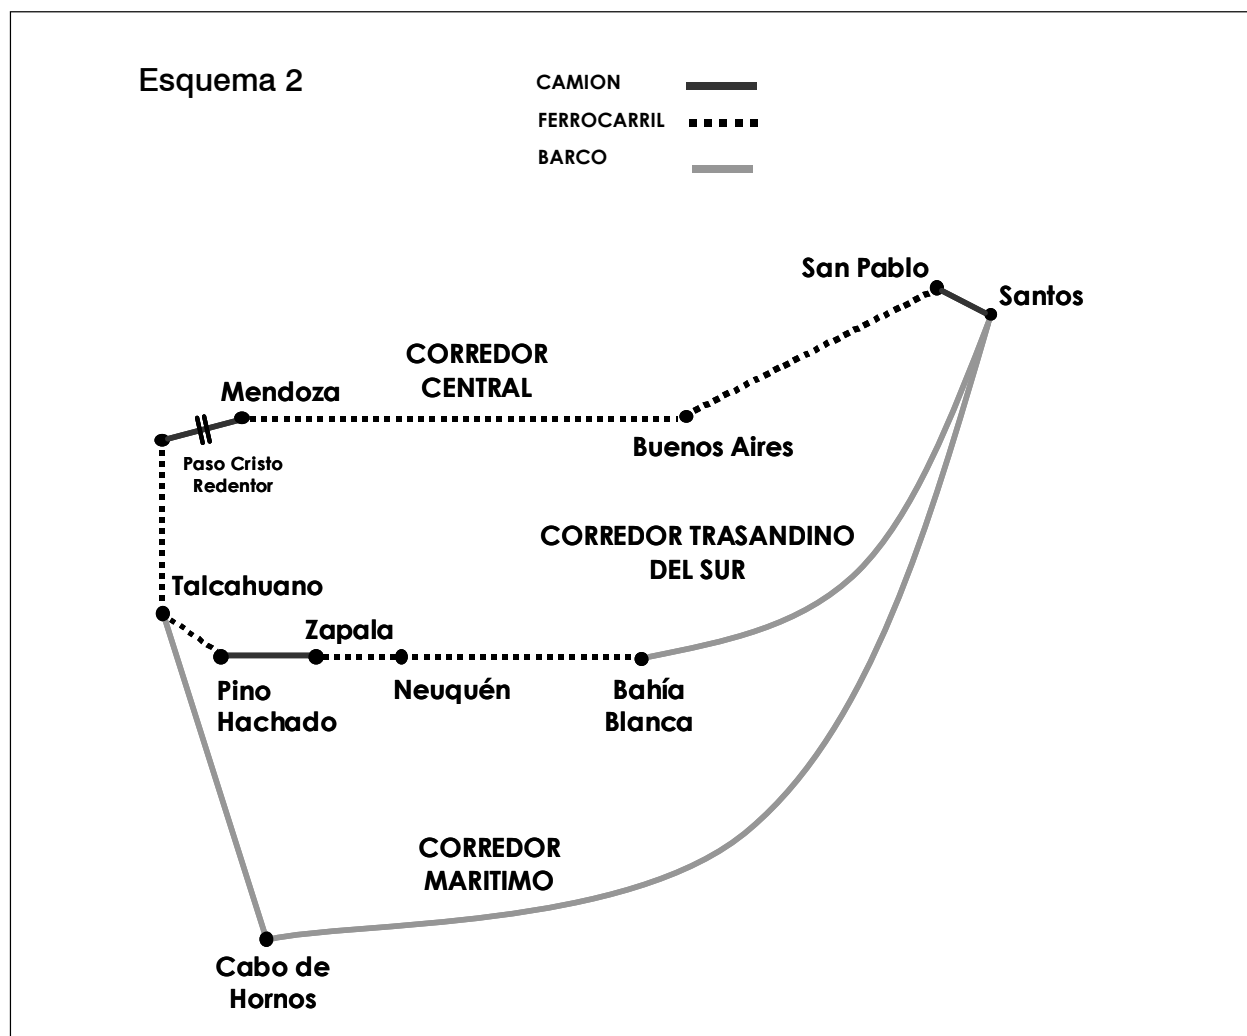 Esquema 2
CAMION
FERROCARRIL
BARCO
San Pablo
Santos
CORREDOR
CENTRAL
Mendoza
Buenos Aires
Paso Cristo
Redentor
CORREDOR TRASANDINO
DEL SUR
Talcahuano
Zapala
Pino
Hachado
Neuquén
Bahía
Blanca
CORREDOR
MARITIMO
Cabo de
Hornos